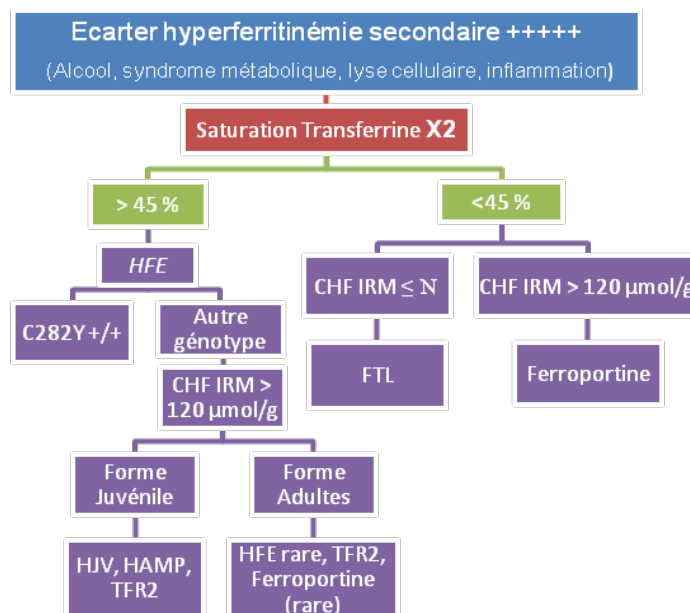 Ecarter hyperferritinémie secondaire +++++
(Alcool, syndrome métabolique, lyse cellulaire, inflammation)
Saturation Transferrine X2
> 45 %
<45 %
HFE
CHF IRM ≤ N
CHF IRM > 120 µmol/g
C282Y +/+
Autre
génotype
FTL
Ferroportine
CHF IRM >
120 µmol/g
Forme
Juvénile
Forme
Adultes
HJV, HAMP,
TFR2
HFE rare, TFR2,
Ferroportine
(rare)